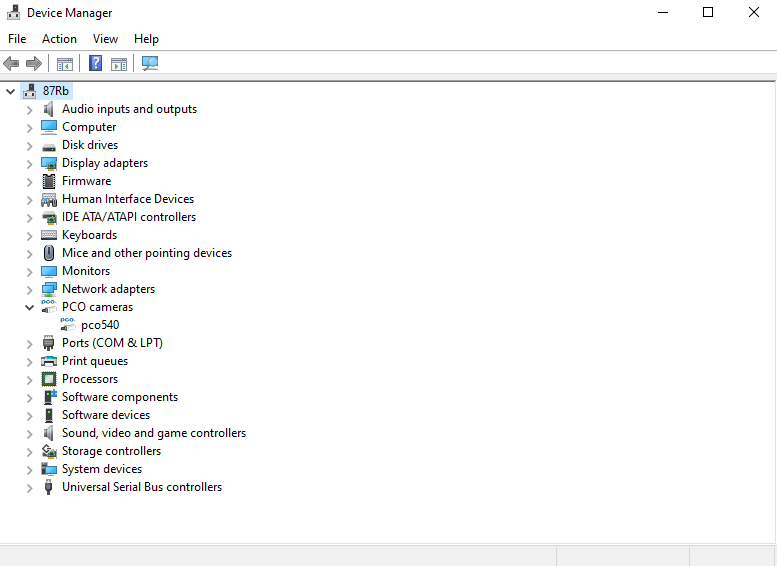 Device Manager
File Action View Help
87Rb
Audio inputs and outputs
Computer
Disk drives
Display adapters
Firmware
Human Interface Devices
IDE ATA/ATAPI controllers
Keyboards
Mice and other pointing devices
Monitors
Network adapters
PCO cameras
pco540
Ports (COM & LPT)
Print queues
Processors
Software components
Software devices
Sound, video and game controllers
Storage controllers
System devices
Universal Serial Bus controllers